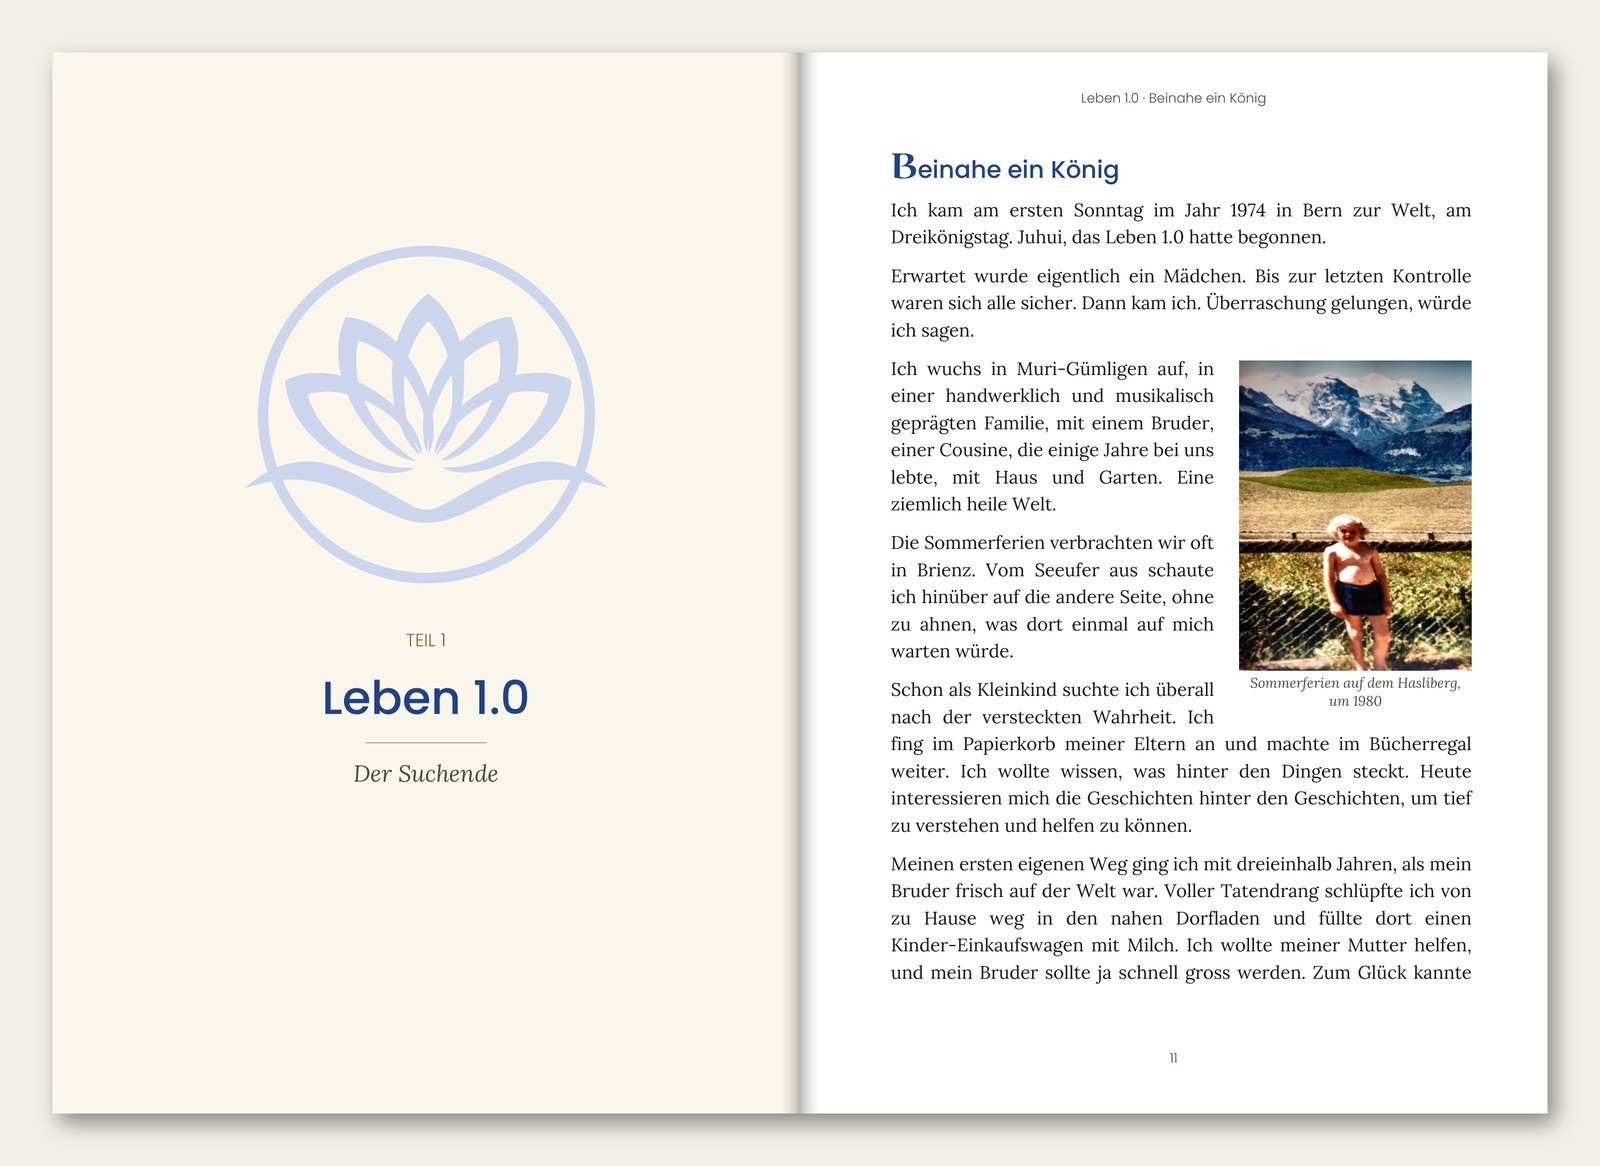 TEIL 1
Leben 1.0
Der Suchende
Leben 1.0 · Beinahe ein König
Beinahe ein König
Ich kam am ersten Sonntag im Jahr 1974 in Bern zur Welt, am
Dreikönigstag. Juhui, das Leben 1.0 hatte begonnen.
Erwartet wurde eigentlich ein Mädchen. Bis zur letzten Kontrolle
waren sich alle sicher. Dann kam ich. Überraschung gelungen, würde
ich sagen.
Ich wuchs in Muri-Gümligen auf, in
einer handwerklich und musikalisch
geprägten Familie, mit einem Bruder,
einer Cousine, die einige Jahre bei uns
lebte, mit Haus und Garten. Eine
ziemlich heile Welt.
Die Sommerferien verbrachten wir oft
in Brienz. Vom Seeufer aus schaute
ich hinüber auf die andere Seite, ohne
zu ahnen, was dort einmal auf mich
warten würde.
Sommerferien auf dem Hasliberg,
um 1980
Schon als Kleinkind suchte ich überall
nach der versteckten Wahrheit. Ich
fing im Papierkorb meiner Eltern an und machte im Bücherregal
weiter. Ich wollte wissen, was hinter den Dingen steckt. Heute
interessieren mich die Geschichten hinter den Geschichten, um tief
zu verstehen und helfen zu können.
Meinen ersten eigenen Weg ging ich mit dreieinhalb Jahren, als mein
Bruder frisch auf der Welt war. Voller Tatendrang schlüpfte ich von
zu Hause weg in den nahen Dorfladen und füllte dort einen
Kinder-Einkaufswagen mit Milch. Ich wollte meiner Mutter helfen,
und mein Bruder sollte ja schnell gross werden. Zum Glück kannte
11